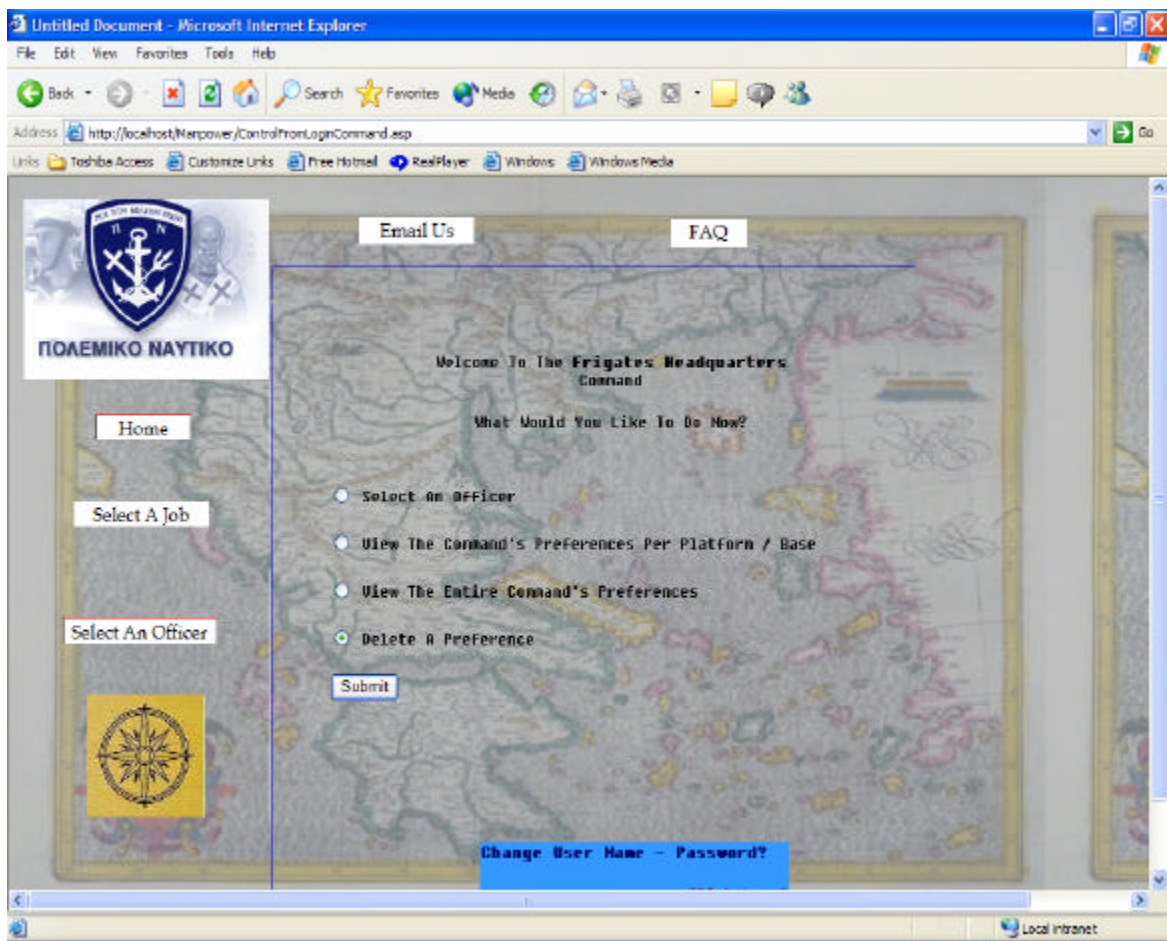 Untitled Document - Microsoft Internet Explorer
File Edit View Favorites Tools Help
Back Search Favorites Media
Address http://localhost/Manpower/ControlFromLoginCommand.asp Go
Links Toshiba Access Customize Links Free Hotmail RealPlayer Windows Windows Media
Email Us FAQ
Π Ν
ΠΟΛΕΜΙΚΟ ΝΑΥΤΙΚΟ
Welcome To The Frigates Headquarters
Command
What Would You Like To Do Now?
Home
Select An Officer
Select A Job
View The Command's Preferences Per Platform / Base
View The Entire Command's Preferences
Select An Officer
Delete A Preference
Submit
Change User Name - Password?
Local intranet